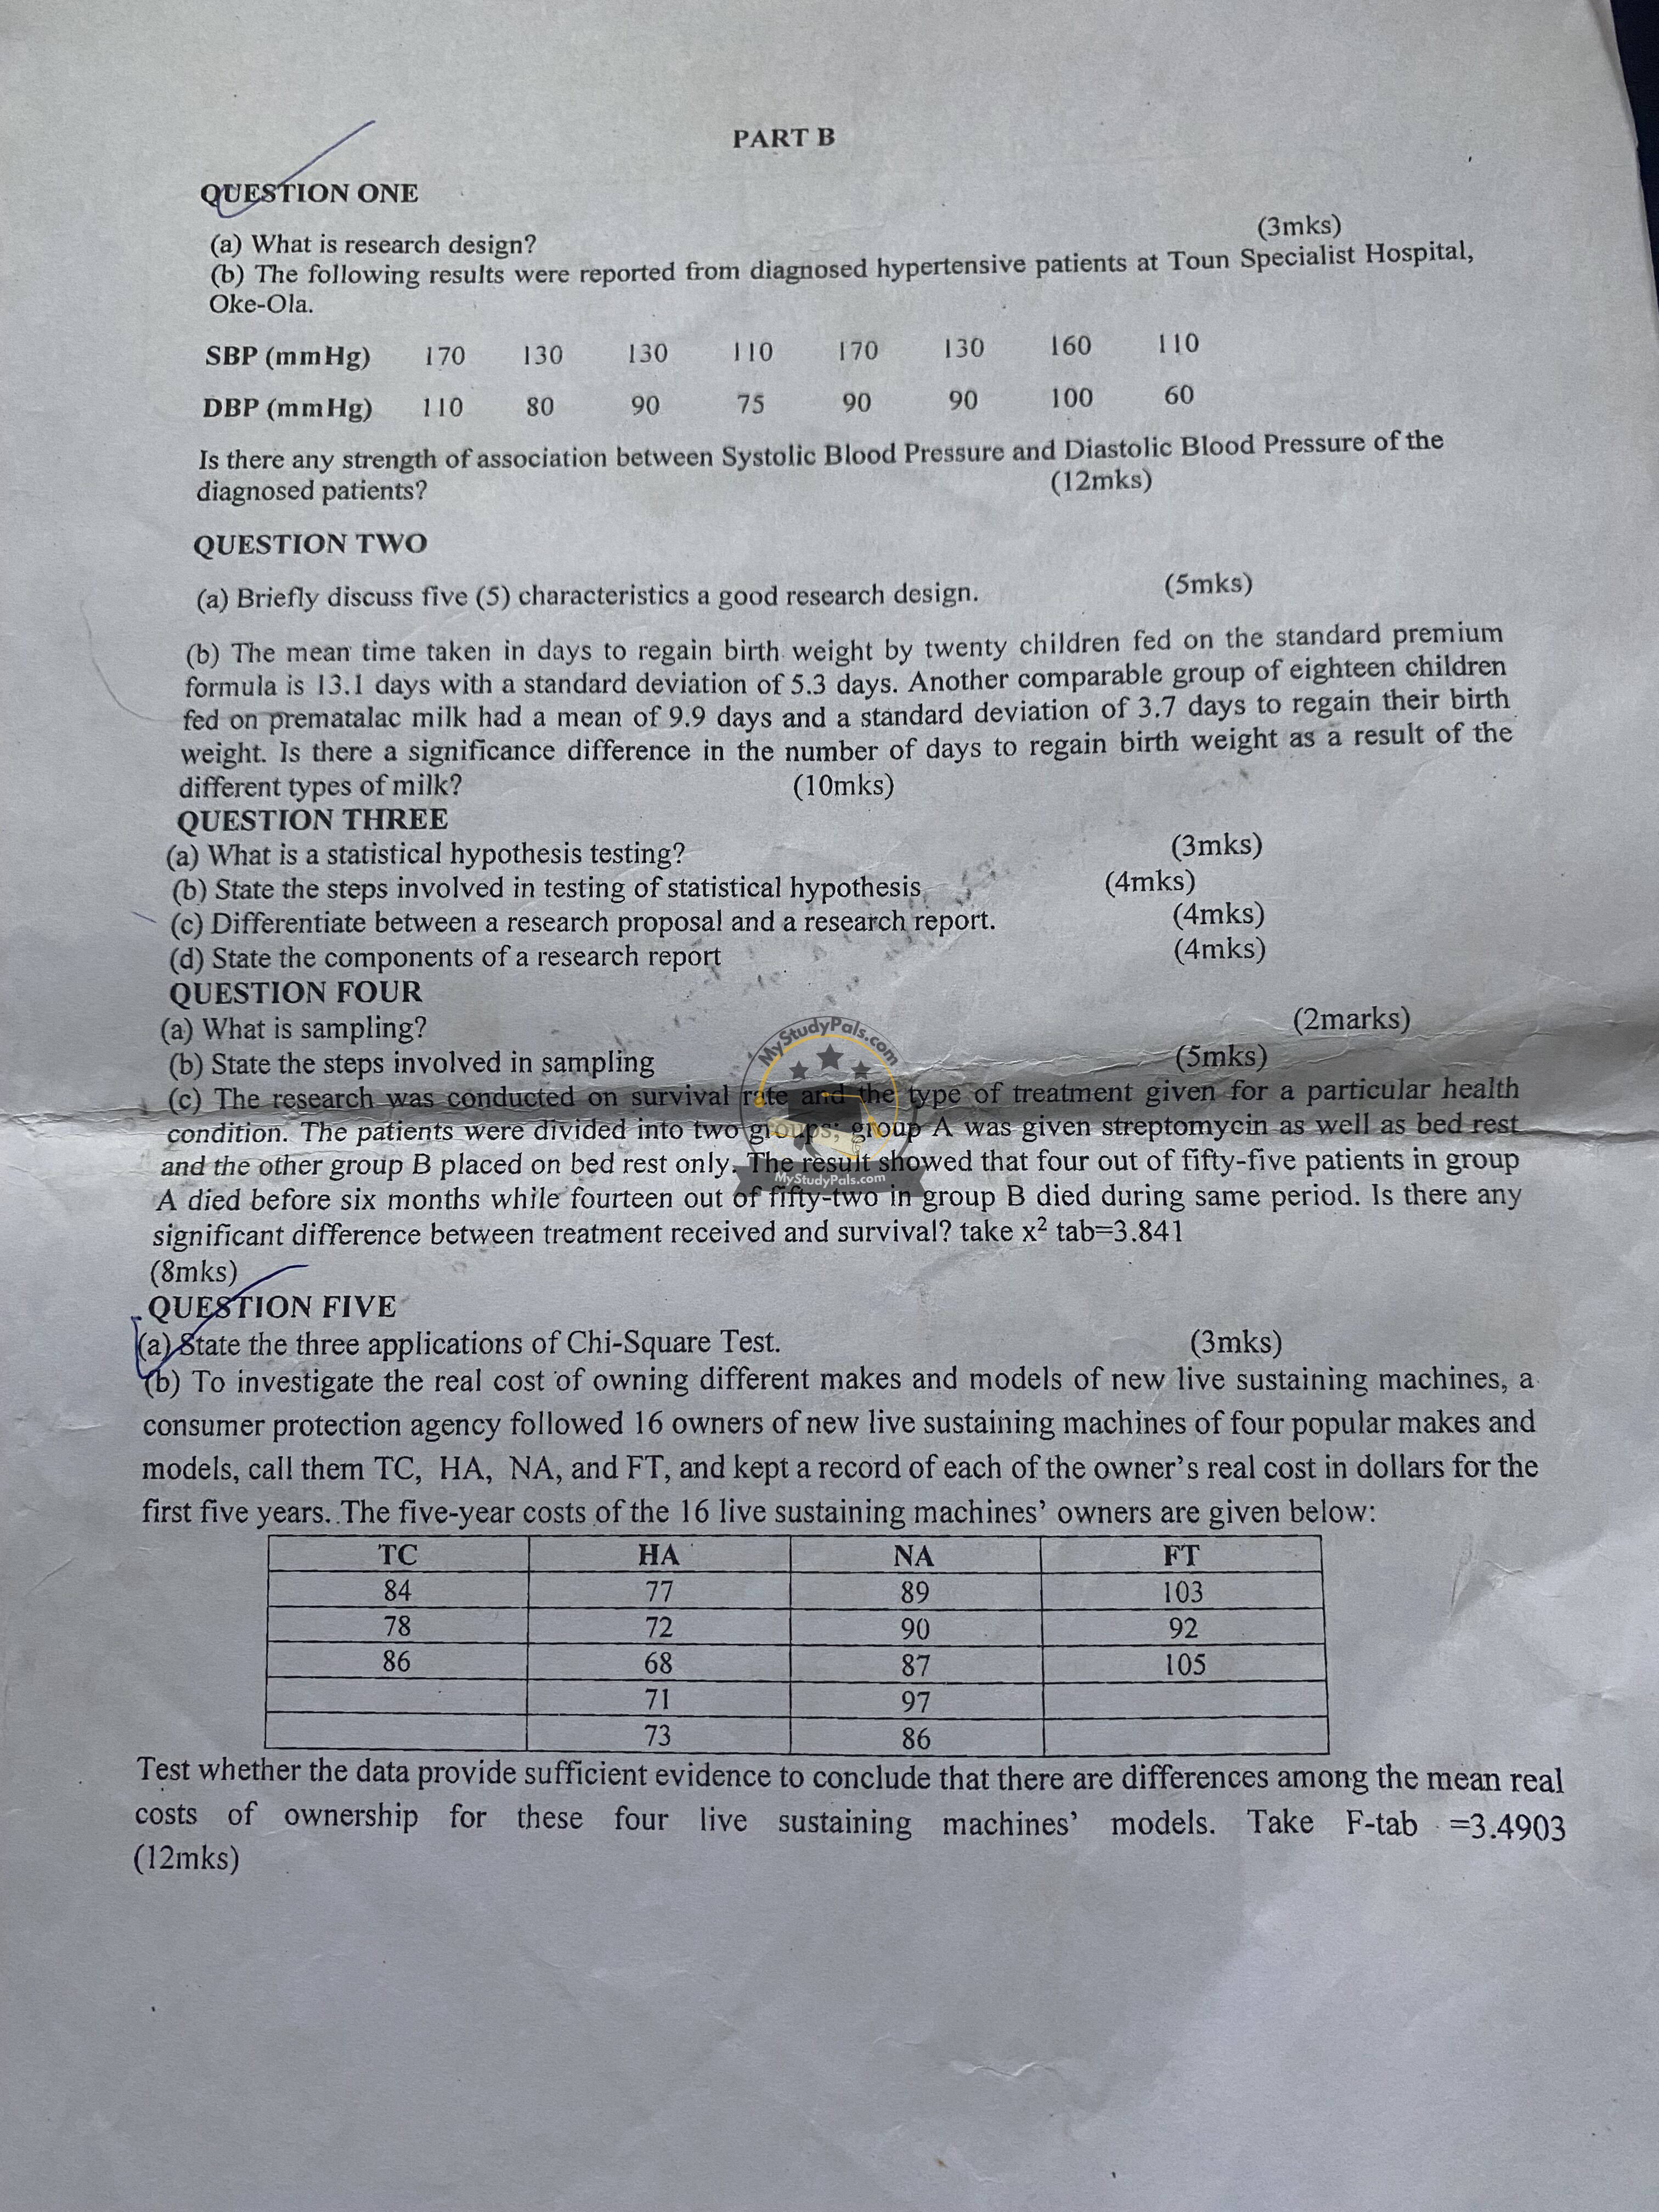 PART B
QUESTION ONE
(a) What is research design? (3mks)
(b) The following results were reported from diagnosed hypertensive patients at Toun Specialist Hospital,
Oke-Ola.
SBP (mmHg) 170 130 130 110 170 130 160 110
DBP (mmHg) 110 80 90 75 90 90 100 60
Is there any strength of association between Systolic Blood Pressure and Diastolic Blood Pressure of the
diagnosed patients? (12mks)
QUESTION TWO
(a) Briefly discuss five (5) characteristics a good research design. (5mks)
(b) The mean time taken in days to regain birth weight by twenty children fed on the standard premium
formula is 13.1 days with a standard deviation of 5.3 days. Another comparable group of eighteen children
fed on prematalac milk had a mean of 9.9 days and a standard deviation of 3.7 days to regain their birth
weight. Is there a significance difference in the number of days to regain birth weight as a result of the
different types of milk? (10mks)
QUESTION THREE
(a) What is a statistical hypothesis testing? (3mks)
(b) State the steps involved in testing of statistical hypothesis (4mks)
(c) Differentiate between a research proposal and a research report. (4mks)
(d) State the components of a research report (4mks)
QUESTION FOUR
(a) What is sampling? (2marks)
(b) State the steps involved in sampling (5mks)
(c) The research was conducted on survival rate and the type of treatment given for a particular health
condition. The patients were divided into two groups; group A was given streptomycin as well as bed rest
and the other group B placed on bed rest only. The result showed that four out of fifty-five patients in group
A died before six months while fourteen out of fifty-two in group B died during same period. Is there any
significant difference between treatment received and survival? take x² tab=3.841
(8mks)
QUESTION FIVE
(a) State the three applications of Chi-Square Test. (3mks)
(b) To investigate the real cost of owning different makes and models of new live sustaining machines, a
consumer protection agency followed 16 owners of new live sustaining machines of four popular makes and
models, call them TC, HA, NA, and FT, and kept a record of each of the owner's real cost in dollars for the
first five years. The five-year costs of the 16 live sustaining machines' owners are given below:
TC HA NA FT
84 77 89 103
78 72 90 92
86 68 87 105
71 97
73 86
Test whether the data provide sufficient evidence to conclude that there are differences among the mean real
costs of ownership for these four live sustaining machines' models. Take F-tab =3.4903
(12mks)
MyStudyPals.com
MyStudyPals.com